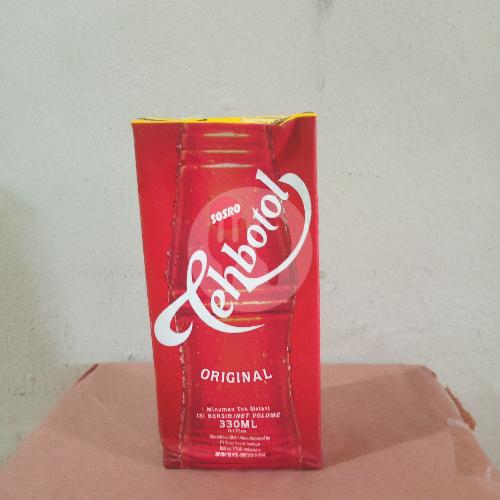 SOSRO
Tehbotol
ORIGINAL
Minuman Teh Melati
ISI BERSIH/NET VOLUME
330ML